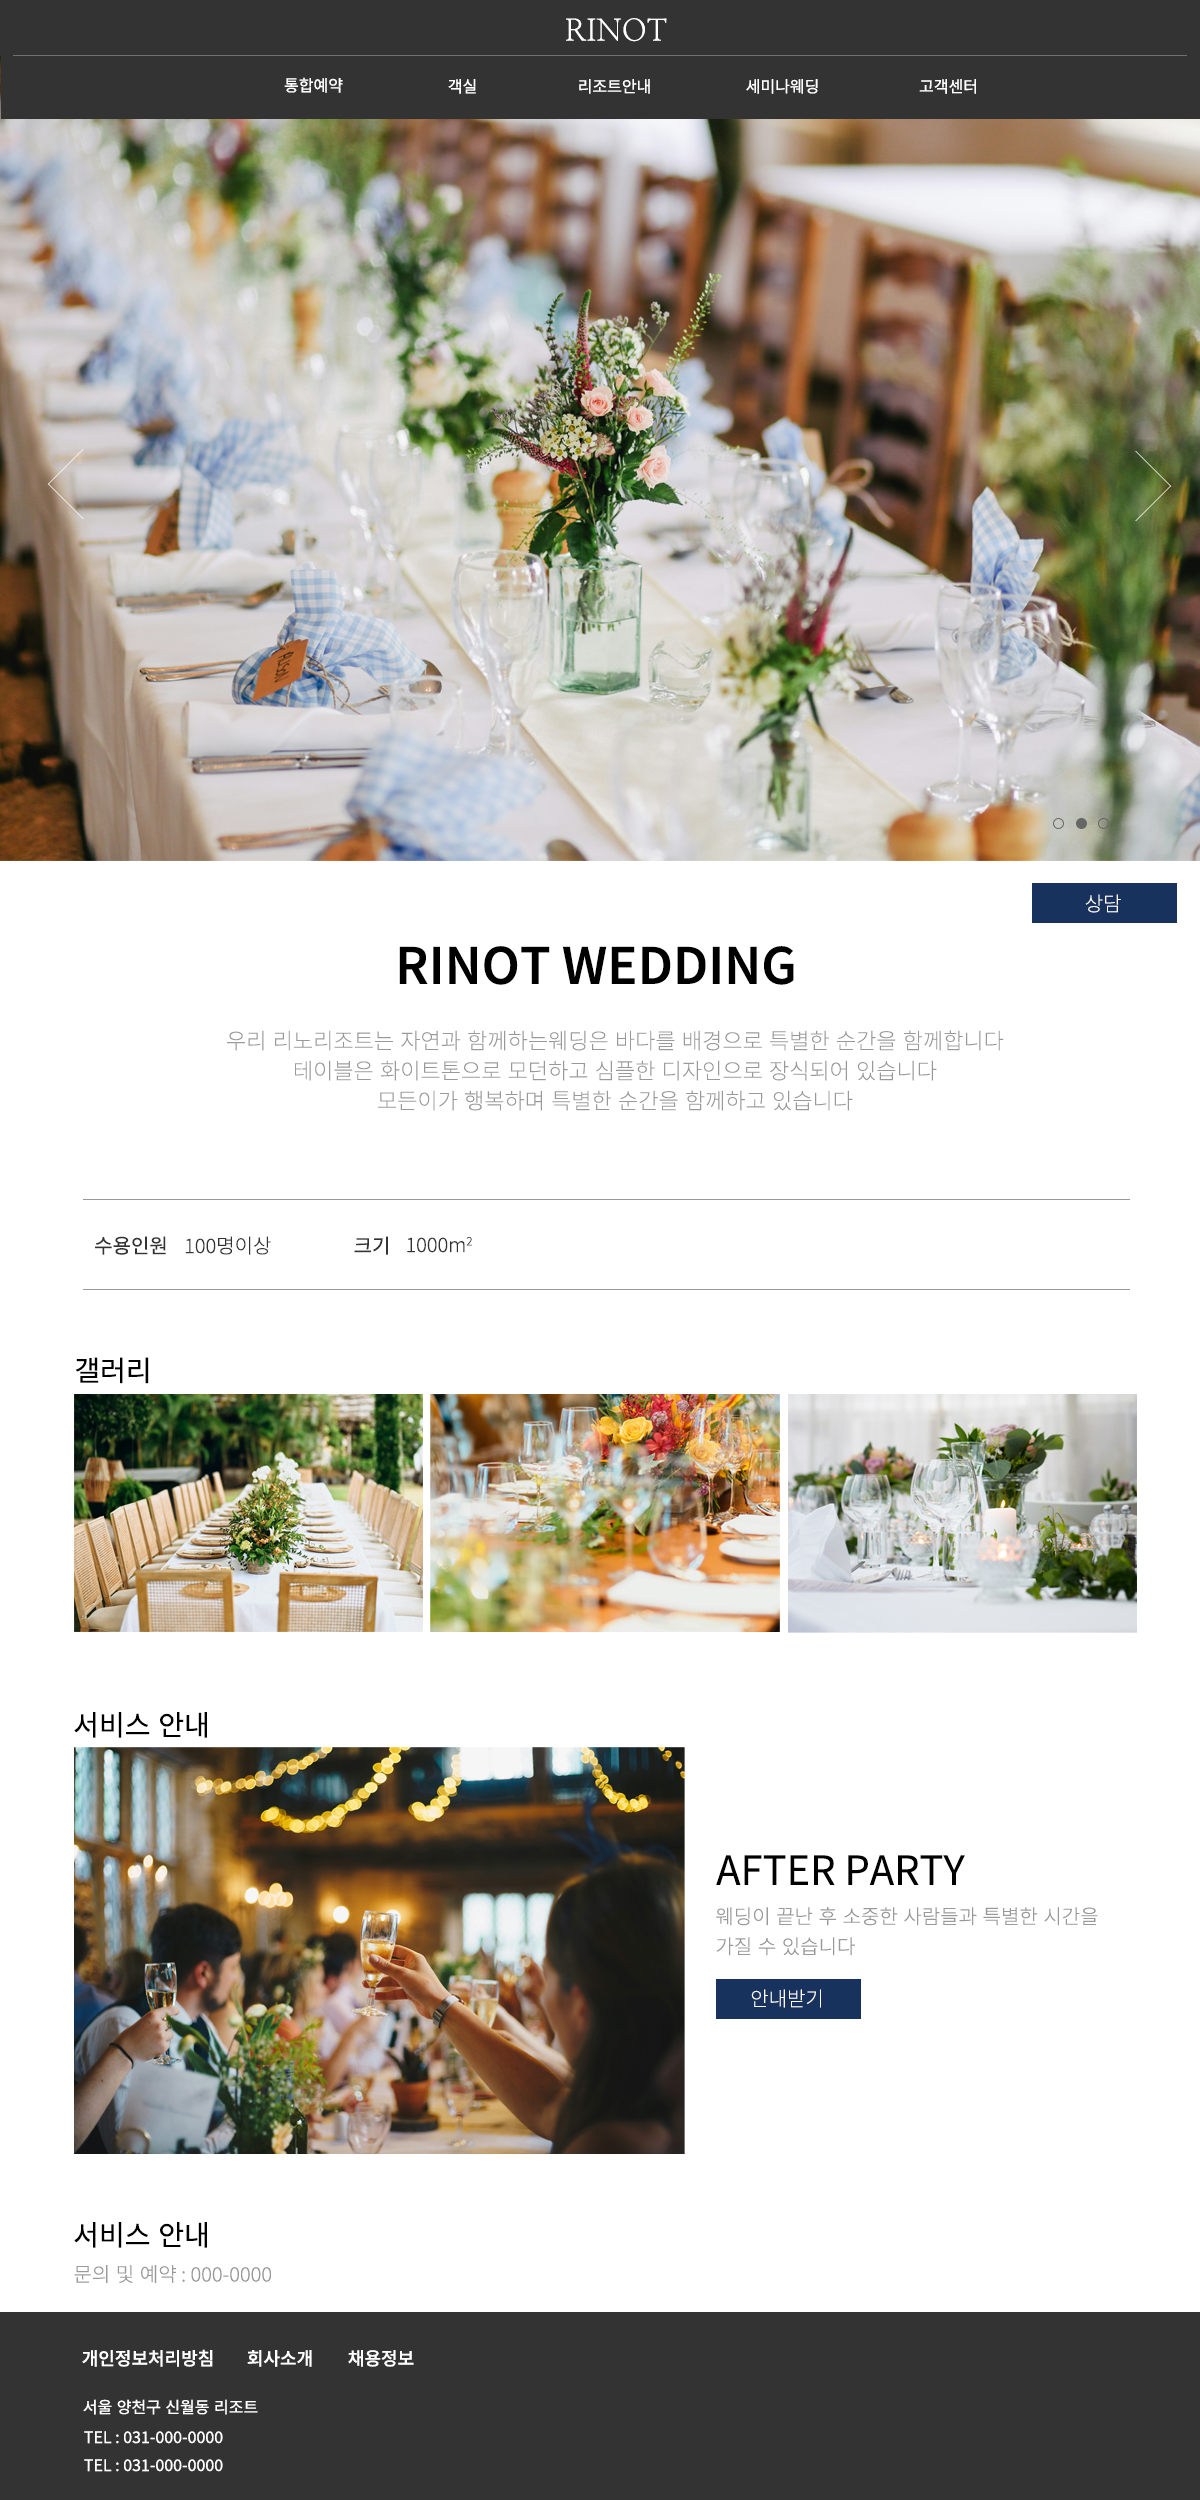 RINOT
통합예약 객실 리조트안내 세미나웨딩 고객센터
상담
RINOT WEDDING
우리 리노리조트는 자연과 함께하는웨딩은 바다를 배경으로 특별한 순간을 함께합니다
테이블은 화이트톤으로 모던하고 심플한 디자인으로 장식되어 있습니다
모든이가 행복하며 특별한 순간을 함께하고 있습니다
수용인원 100명이상 크기 1000m²
갤러리
서비스 안내
AFTER PARTY
웨딩이 끝난 후 소중한 사람들과 특별한 시간을
가질 수 있습니다
안내받기
서비스 안내
문의 및 예약 : 000-0000
개인정보처리방침 회사소개 채용정보
서울 양천구 신월동 리조트
TEL : 031-000-0000
TEL : 031-000-0000